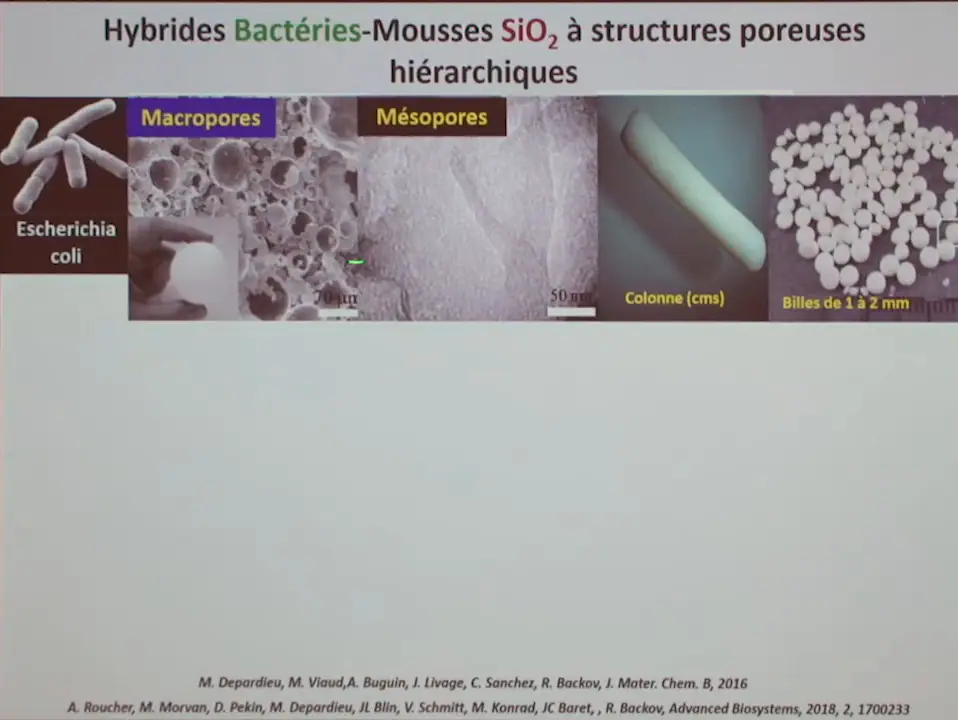 Hybrides Bactéries-Mousses SiO₂ à structures poreuses
hiérarchiques
Macropores
Mésopores
Escherichia
coli
70 µm
50 nm
Colonne (cms)
Billes de 1 à 2 mm
M. Depardieu, M. Viaud,A. Buguin, J. Livage, C. Sanchez, R. Backov, J. Mater. Chem. B, 2016
A. Roucher, M. Morvan, D. Pekin, M. Depardieu, JL Blin, V. Schmitt, M. Konrad, JC Baret, , R. Backov, Advanced Biosystems, 2018, 2, 1700233